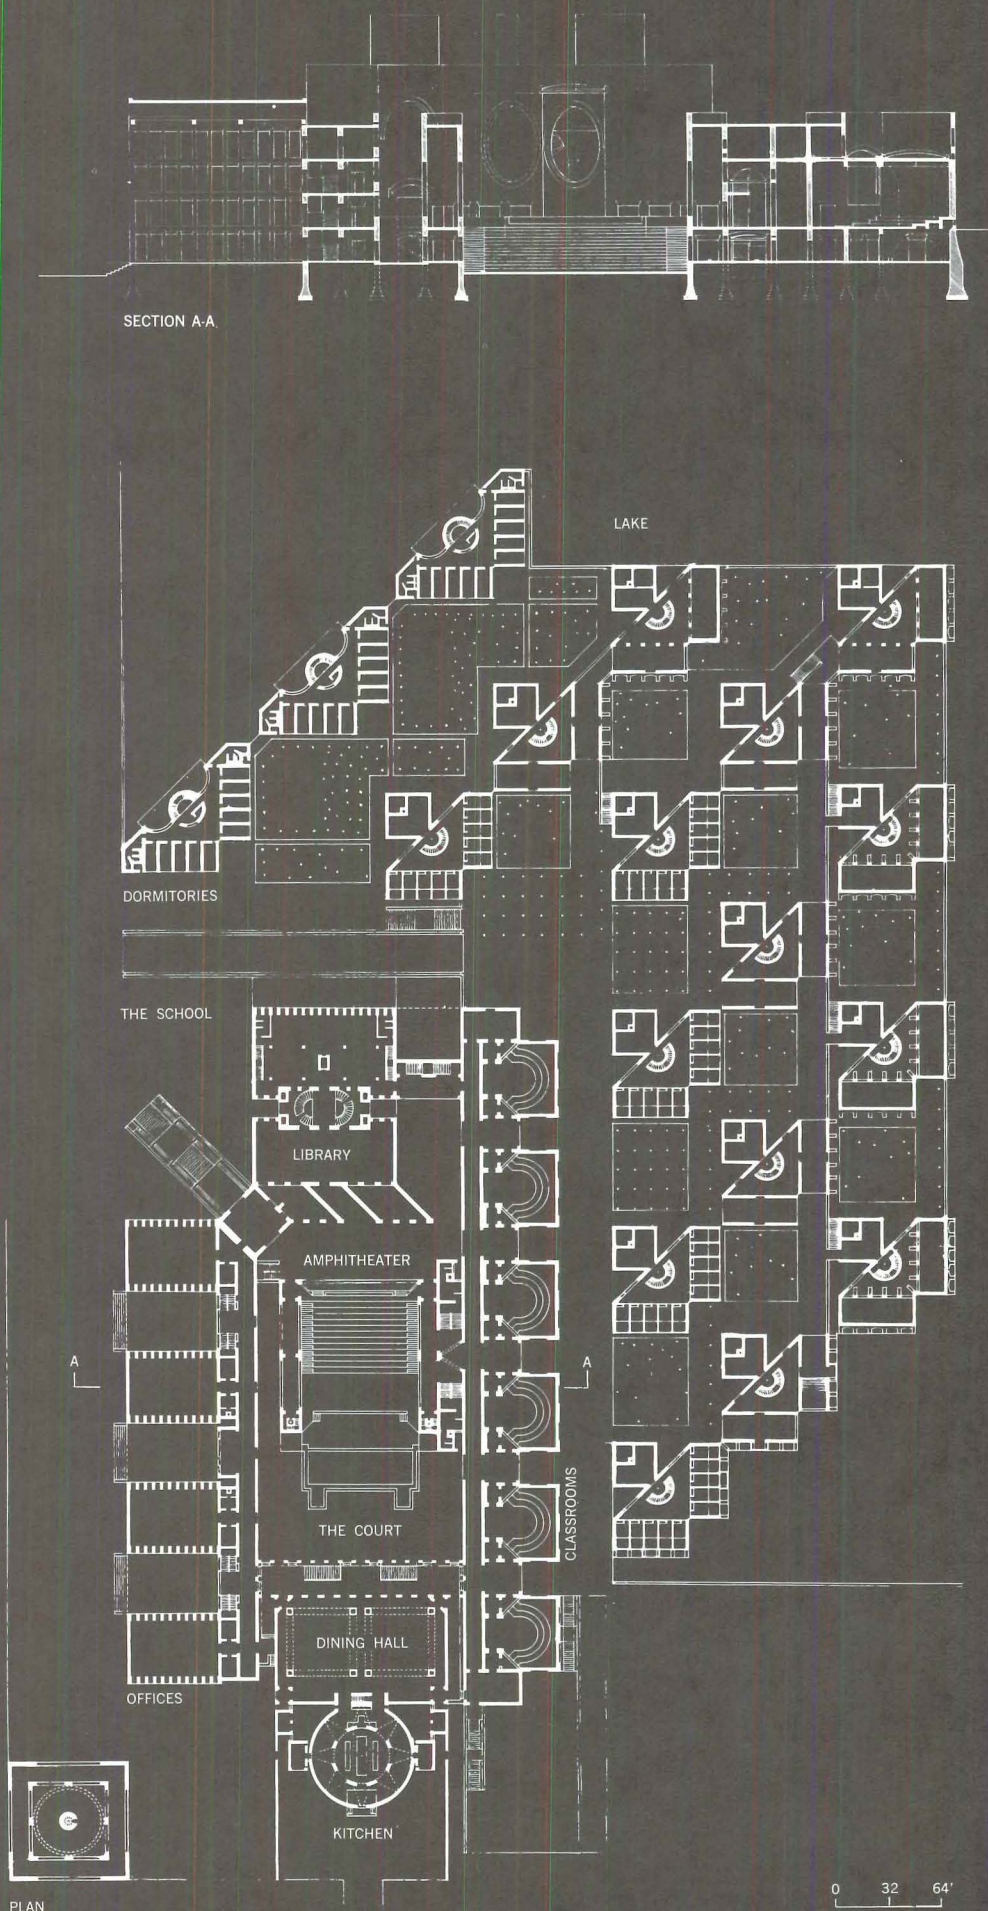 SECTION A-A
LAKE
DORMITORIES
THE SCHOOL
LIBRARY
AMPHITHEATER
A
A
CLASSROOMS
THE COURT
DINING HALL
OFFICES
KITCHEN
0 32 64'
PLAN